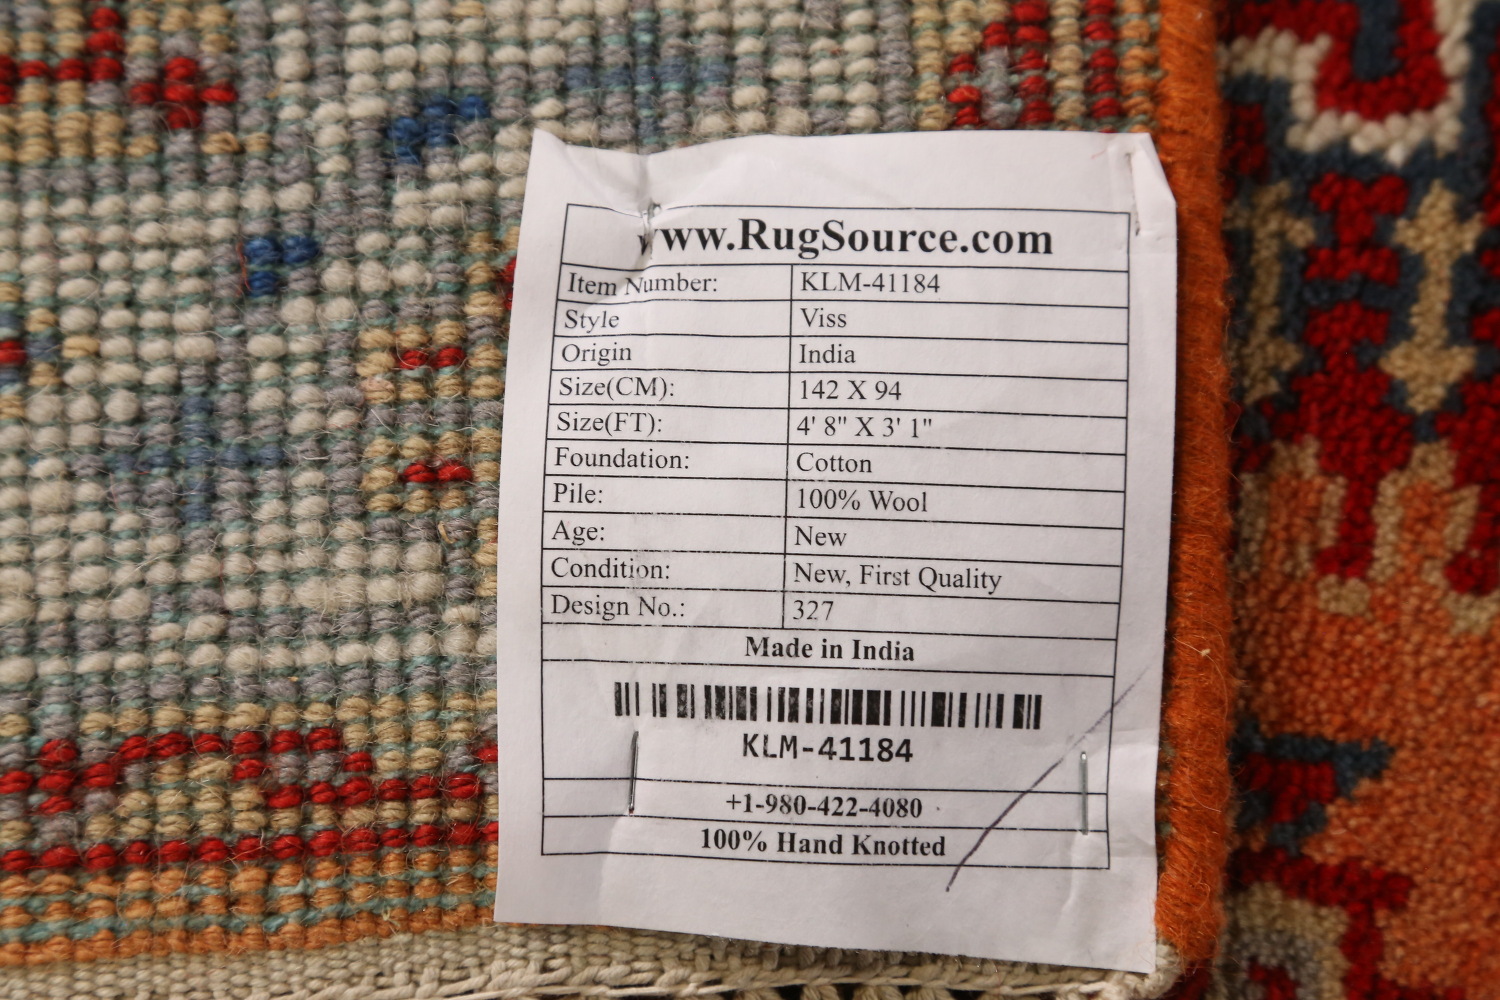 www.RugSource.com
Item Number: KLM-41184
Style Viss
Origin India
Size(CM): 142 X 94
Size(FT): 4' 8" X 3' 1"
Foundation: Cotton
Pile: 100% Wool
Age: New
Condition: New, First Quality
Design No.: 327
Made in India
KLM-41184
+1-980-422-4080
100% Hand Knotted